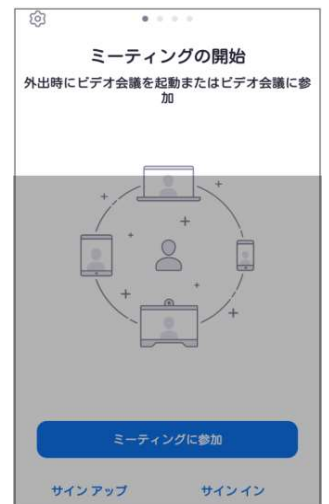 ミーティングの開始
外出時にビデオ会議を起動またはビデオ会議に参
加
ミーティングに参加
サイン アップ
サイン イン